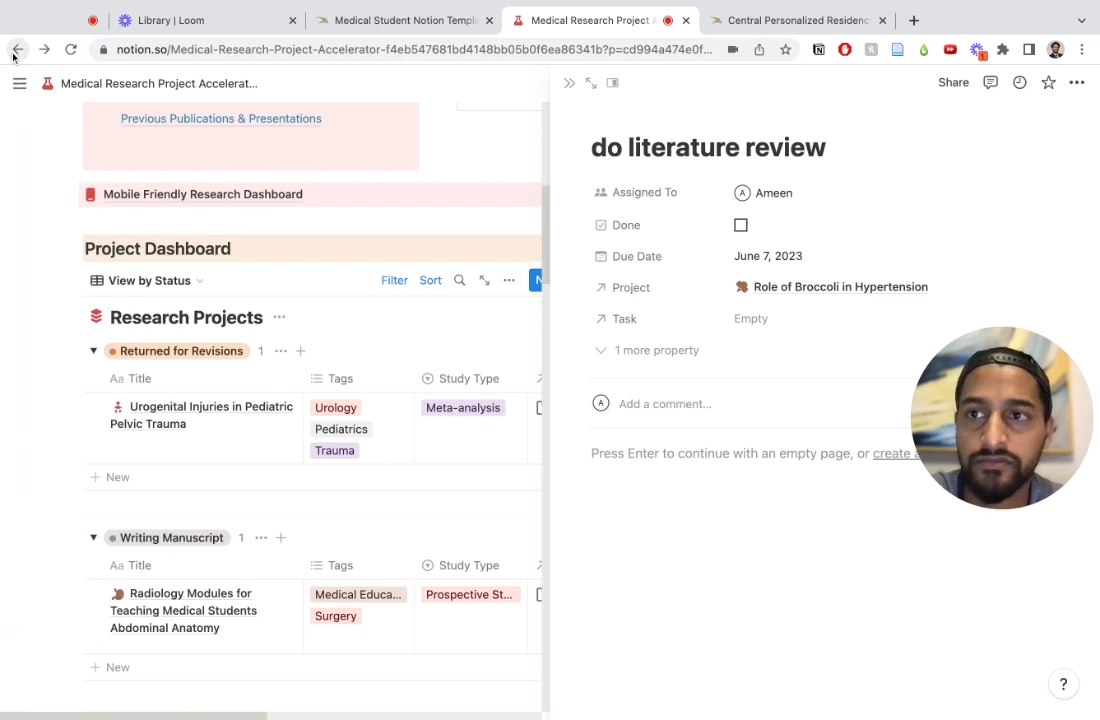 Library | Loom
Medical Student Notion Templ
Medical Research Project
Central Personalized Residenc
notion.so/Medical-Research-Project-Accelerator-f4eb547681bd4148bb05b0f6ea86341b?p=cd994a474e0f...
1
Medical Research Project Accelerat...
Share
Previous Publications & Presentations
Mobile Friendly Research Dashboard
Project Dashboard
View by Status
Filter
Sort
Research Projects
Returned for Revisions 1
Aa Title
Tags
Study Type
Urogenital Injuries in Pediatric
Pelvic Trauma
Urology
Pediatrics
Trauma
Meta-analysis
+ New
Writing Manuscript 1
Aa Title
Tags
Study Type
Radiology Modules for
Teaching Medical Students
Abdominal Anatomy
Medical Educa...
Surgery
Prospective St...
+ New
do literature review
Assigned To
A Ameen
Done
Due Date
June 7, 2023
Project
Role of Broccoli in Hypertension
Task
Empty
1 more property
A Add a comment...
Press Enter to continue with an empty page, or create
?